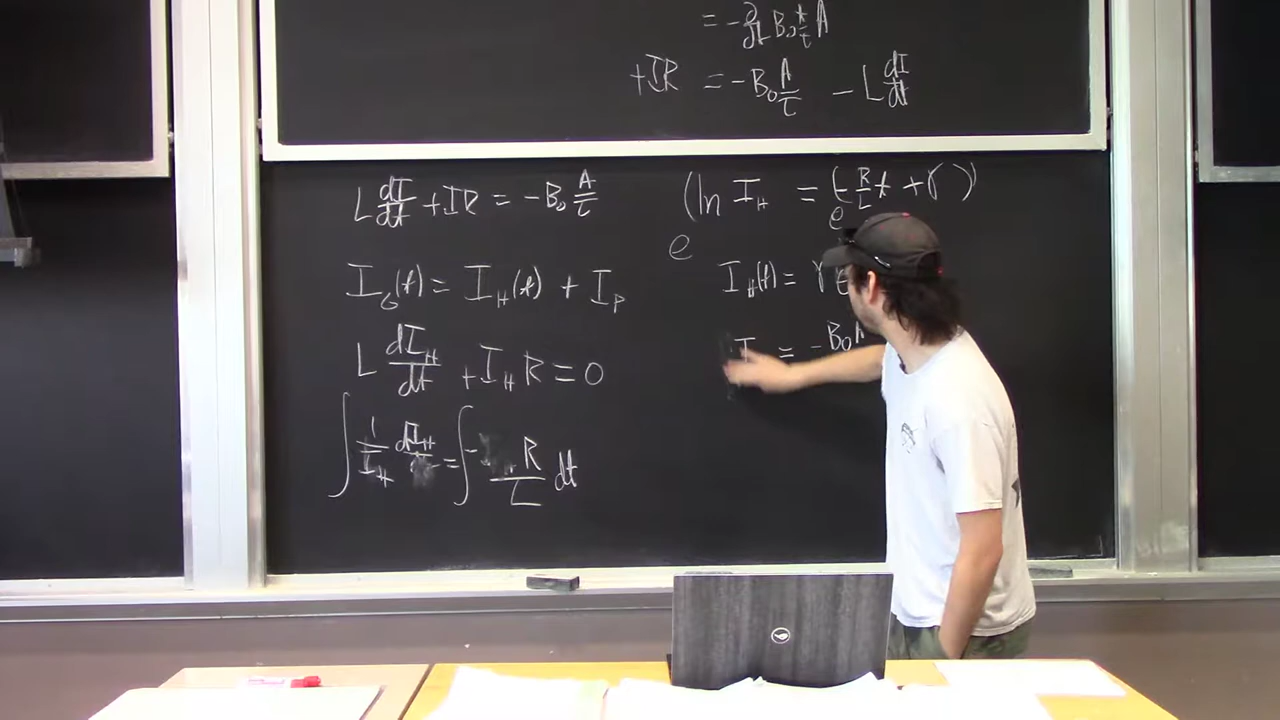 = -∂/∂t B₀ t/τ A
+IR = -B₀ A/τ - L dI/dt
L dI/dt + IR = -B₀ A/τ
I_G(t) = I_H(t) + I_P
L dI_H/dt + I_H R = 0
∫ 1/I_H dI_H = ∫ - R/L dt
(ln I_H = (-R/L t + γ)
e e
I_H(t) = γ e
I = -B₀A